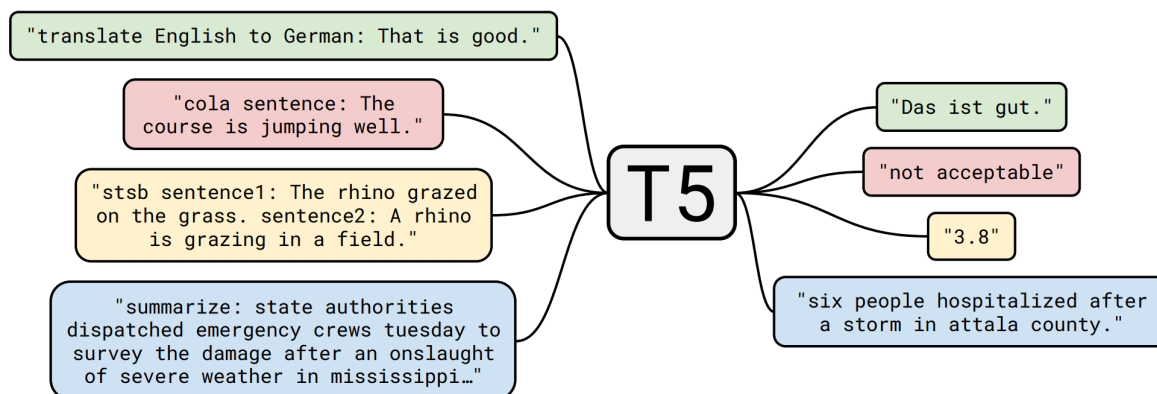 "translate English to German: That is good."
"cola sentence: The
course is jumping well."
"stsb sentence1: The rhino grazed
on the grass. sentence2: A rhino
is grazing in a field."
"summarize: state authorities
dispatched emergency crews tuesday to
survey the damage after an onslaught
of severe weather in mississippi…"
T5
"Das ist gut."
"not acceptable"
"3.8"
"six people hospitalized after
a storm in attala county."